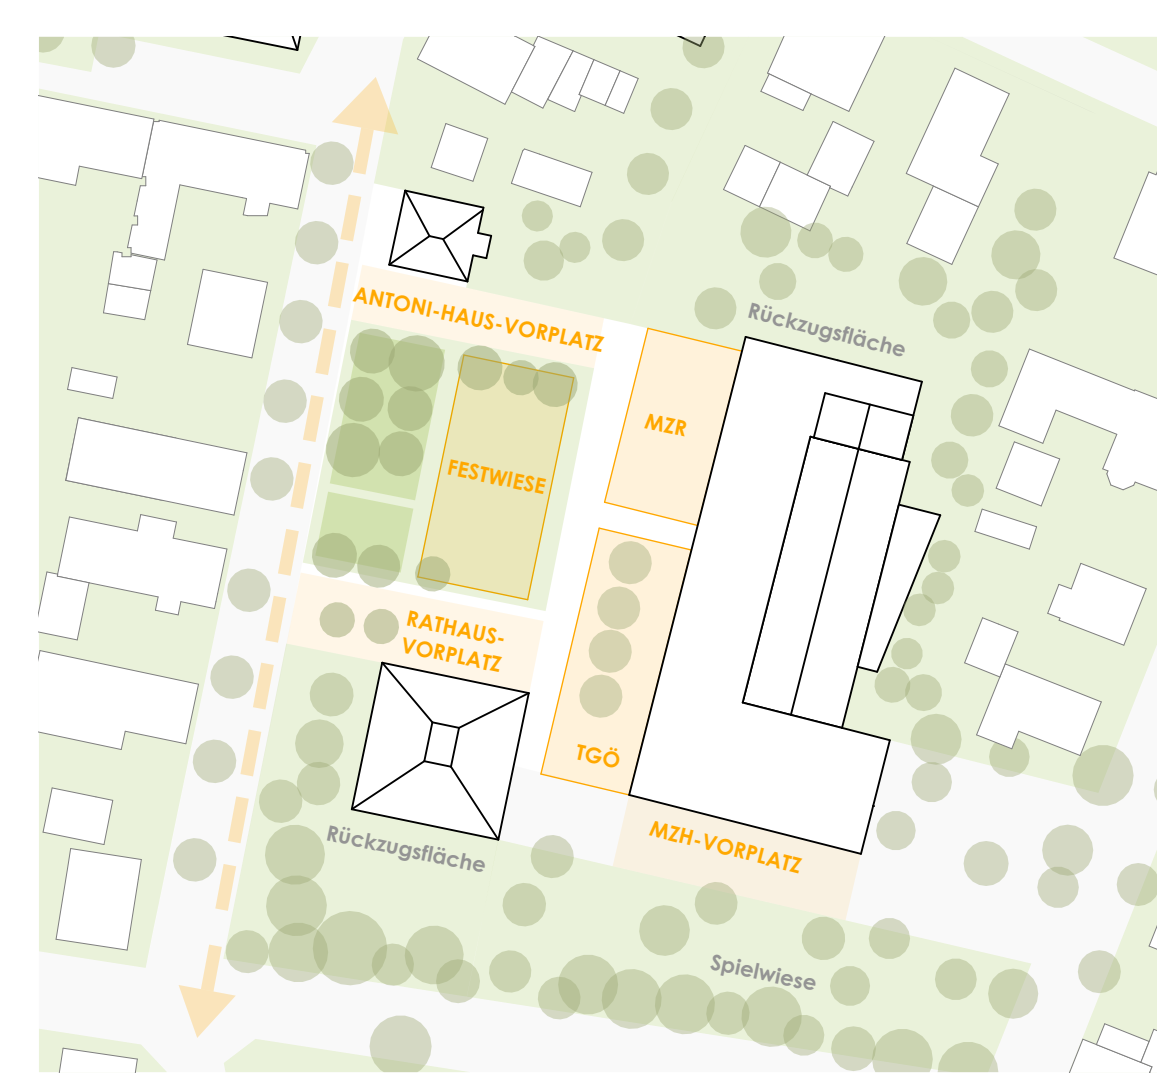 ANTONI-HAUS-VORPLATZ
Rückzugsfläche
MZR
FESTWIESE
RATHAUS-
VORPLATZ
TGÖ
MZH-VORPLATZ
Rückzugsfläche
Spielwiese